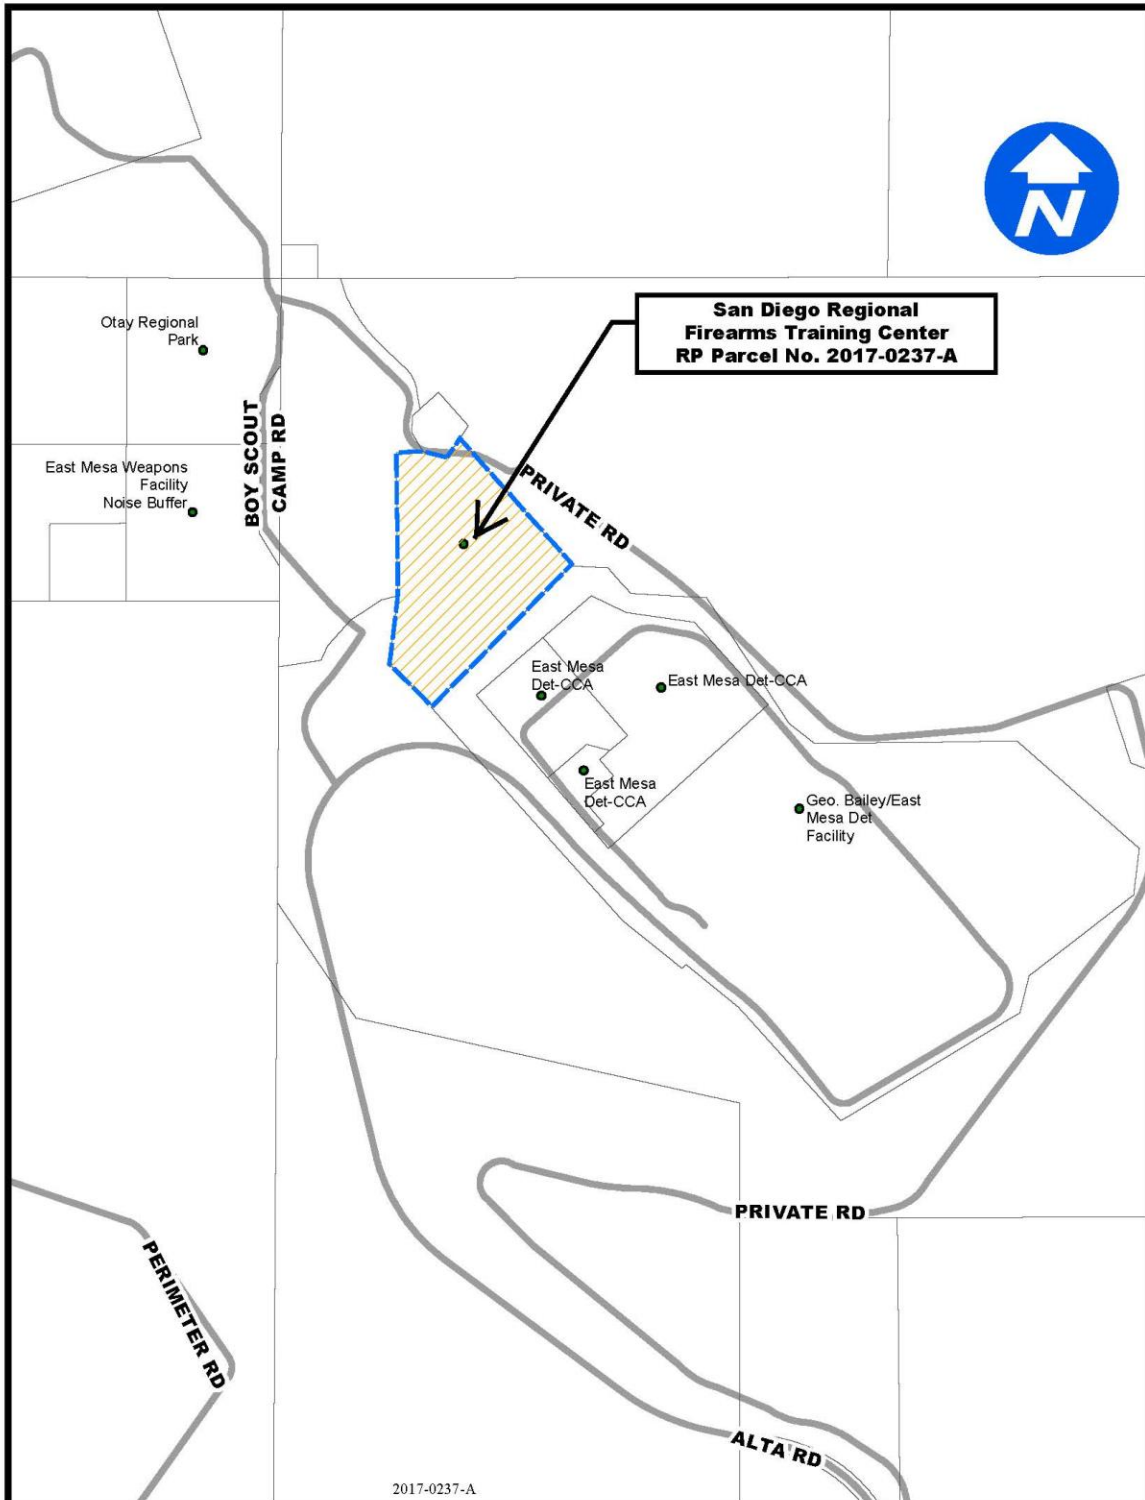 N
San Diego Regional
Firearms Training Center
RP Parcel No. 2017-0237-A
Otay Regional
Park
BOY SCOUT
CAMP RD
East Mesa Weapons
Facility
Noise Buffer
PRIVATE RD
East Mesa
Det-CCA
East Mesa Det-CCA
East Mesa
Det-CCA
Geo. Bailey/East
Mesa Det
Facility
PRIVATE RD
PERIMETER RD
ALTA RD
2017-0237-A